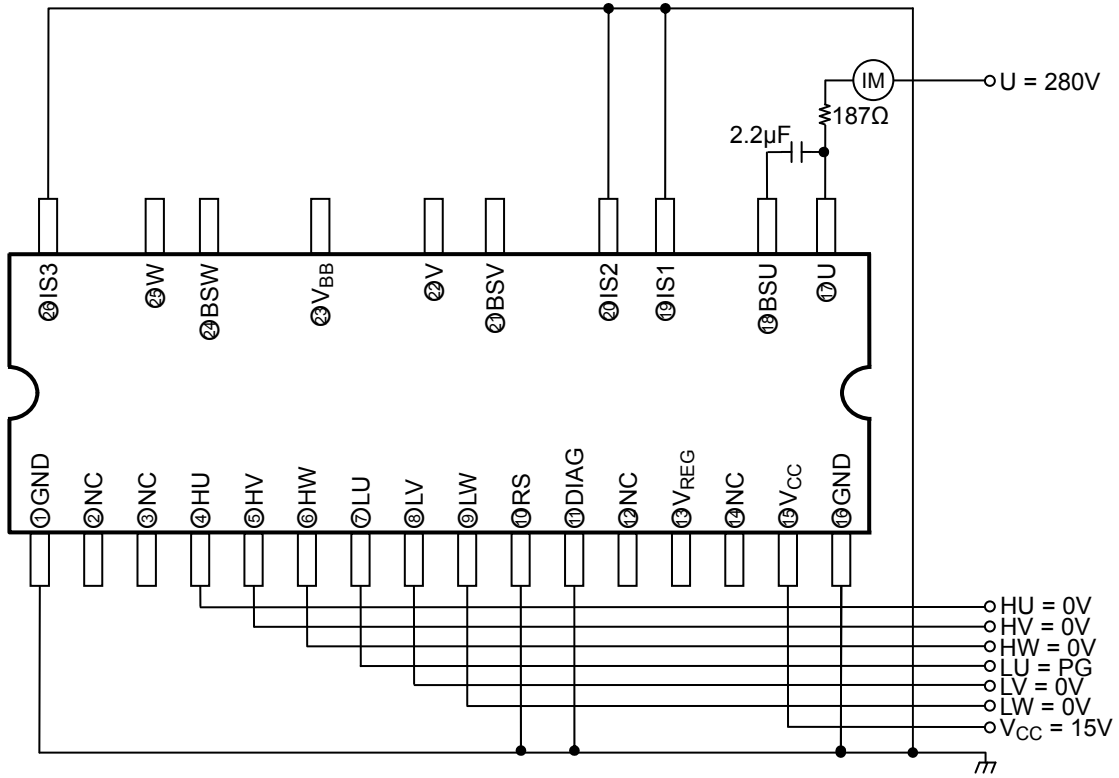 IM
U = 280V
187Ω
2.2μF
㉖IS3
㉕W
㉔BSW
㉓VBB
㉒V
㉑BSV
⑳IS2
⑲IS1
⑱BSU
⑰U
①GND
②NC
③NC
④HU
⑤HV
⑥HW
⑦LU
⑧LV
⑨LW
⑩RS
⑪DIAG
⑫NC
⑬VREG
⑭NC
⑮VCC
⑯GND
HU = 0V
HV = 0V
HW = 0V
LU = PG
LV = 0V
LW = 0V
VCC = 15V